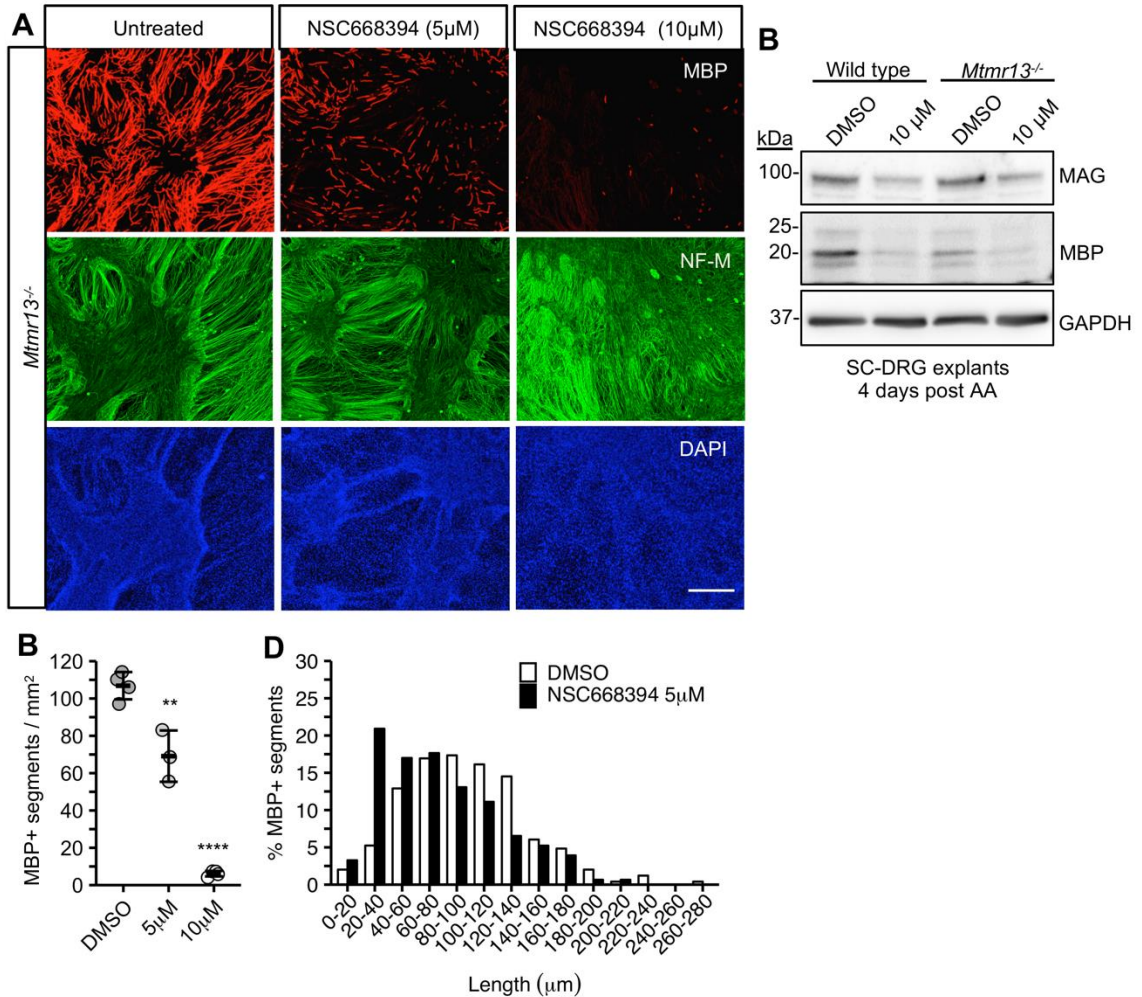 A
Untreated
NSC668394 (5μM)
NSC668394 (10μM)
Mtmr13-/-
MBP
NF-M
DAPI
B
Wild type
Mtmr13-/-
kDa
DMSO
10 μM
DMSO
10 μM
100-
MAG
25-
20-
MBP
37-
GAPDH
SC-DRG explants
4 days post AA
B
MBP+ segments / mm²
120
100
80
60
40
20
0
**
****
DMSO
5μM
10μM
D
DMSO
NSC668394 5μM
% MBP+ segments
30
25
20
15
10
5
0
0-20
20-40
40-60
60-80
80-100
100-120
120-140
140-160
160-180
180-200
200-220
220-240
240-260
260-280
Length (μm)